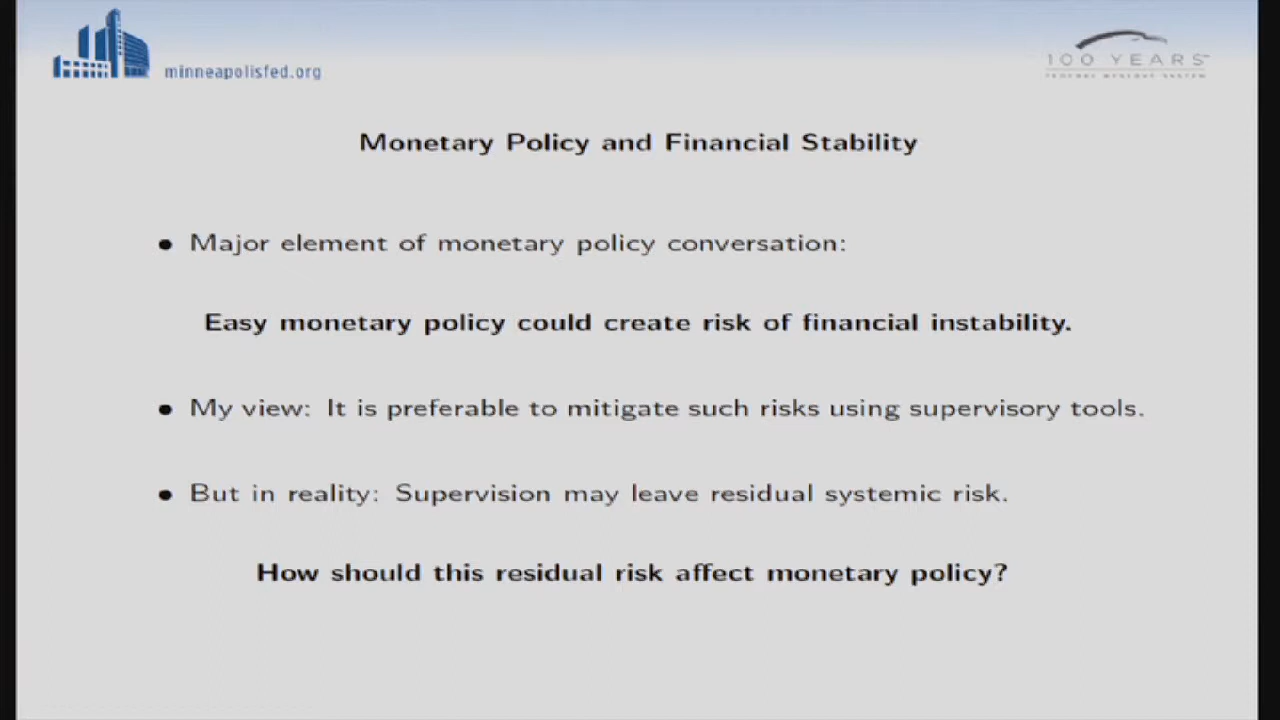 minneapolisfed.org
100 YEARS
FEDERAL RESERVE SYSTEM
Monetary Policy and Financial Stability
• Major element of monetary policy conversation:
Easy monetary policy could create risk of financial instability.
• My view: It is preferable to mitigate such risks using supervisory tools.
• But in reality: Supervision may leave residual systemic risk.
How should this residual risk affect monetary policy?